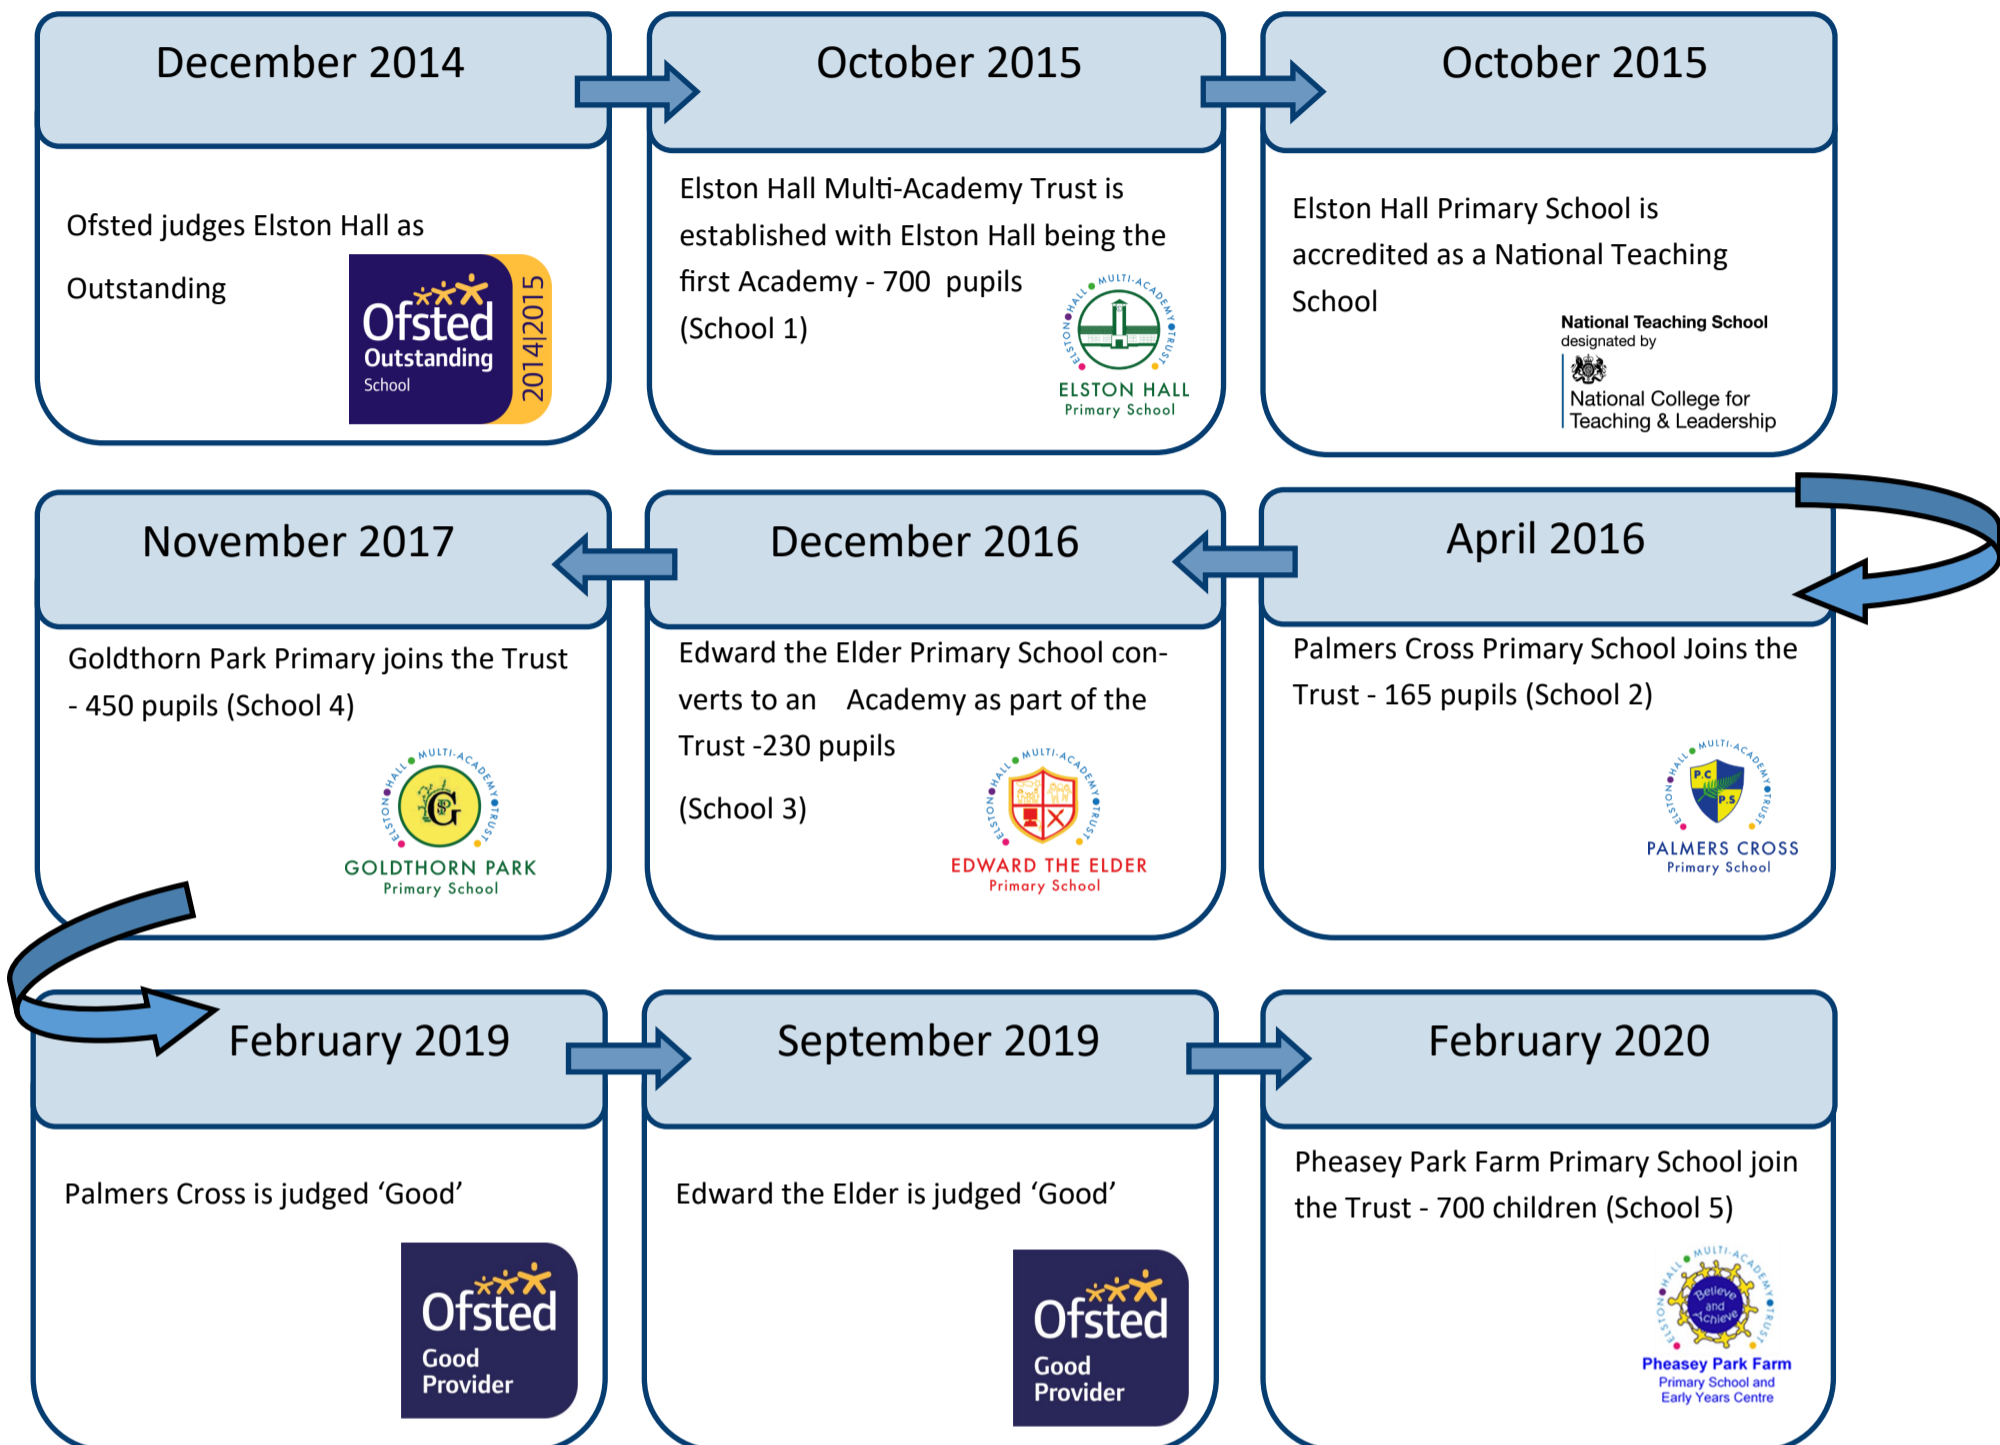 December 2014
Ofsted judges Elston Hall as
Outstanding
Ofsted
Outstanding
School
2014|2015
October 2015
Elston Hall Multi-Academy Trust is
established with Elston Hall being the
first Academy - 700 pupils
(School 1)
ELSTON HALL MULTI-ACADEMY TRUST
ELSTON HALL
Primary School
October 2015
Elston Hall Primary School is
accredited as a National Teaching
School
National Teaching School
designated by
National College for
Teaching & Leadership
April 2016
Palmers Cross Primary School Joins the
Trust - 165 pupils (School 2)
ELSTON HALL MULTI-ACADEMY TRUST
P.C
P.S
PALMERS CROSS
Primary School
December 2016
Edward the Elder Primary School con-
verts to an Academy as part of the
Trust -230 pupils
(School 3)
ELSTON HALL MULTI-ACADEMY TRUST
EDWARD THE ELDER
Primary School
November 2017
Goldthorn Park Primary joins the Trust
- 450 pupils (School 4)
ELSTON HALL MULTI-ACADEMY TRUST
GOLDTHORN PARK
Primary School
February 2019
Palmers Cross is judged ‘Good’
Ofsted
Good
Provider
September 2019
Edward the Elder is judged ‘Good’
Ofsted
Good
Provider
February 2020
Pheasey Park Farm Primary School join
the Trust - 700 children (School 5)
ELSTON HALL MULTI-ACADEMY TRUST
Believe
and
Achieve
Pheasey Park Farm
Primary School and
Early Years Centre